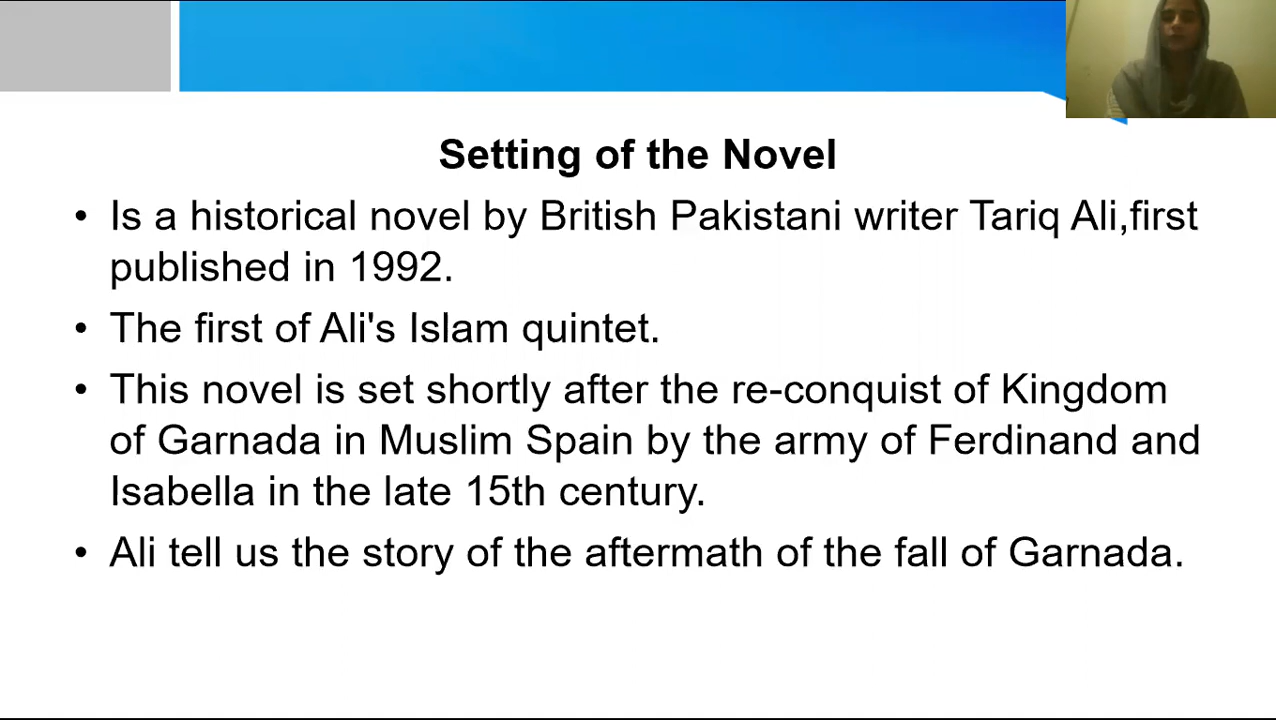 Setting of the Novel
• Is a historical novel by British Pakistani writer Tariq Ali,first
published in 1992.
• The first of Ali's Islam quintet.
• This novel is set shortly after the re-conquist of Kingdom
of Garnada in Muslim Spain by the army of Ferdinand and
Isabella in the late 15th century.
• Ali tell us the story of the aftermath of the fall of Garnada.